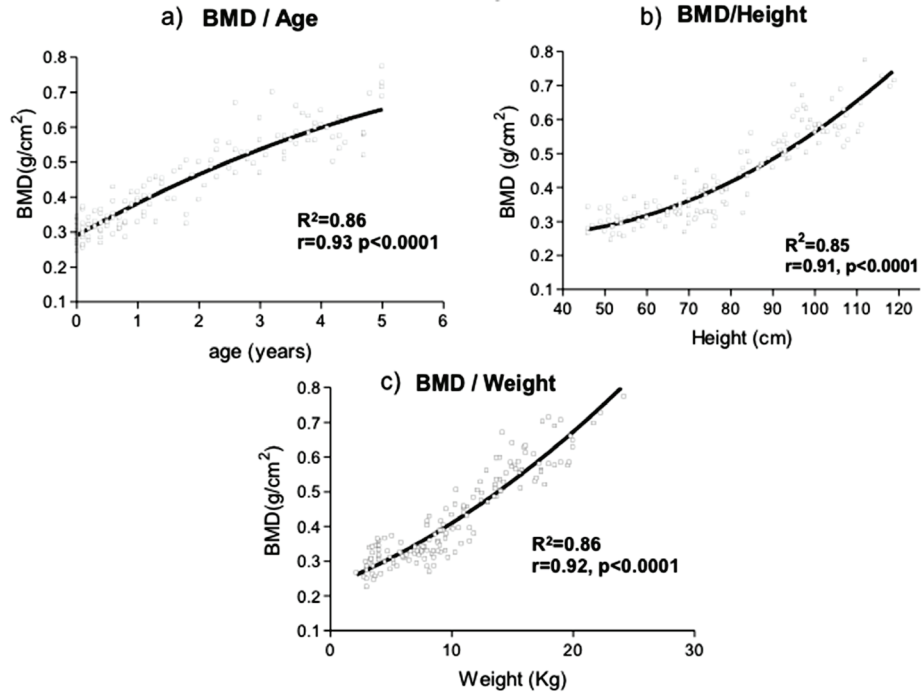 a) BMD / Age
0.8
0.7
0.6
0.5
0.4
0.3
0.2
0.1
BMD(g/cm²)
R²=0.86
r=0.93 p<0.0001
0 1 2 3 4 5 6
age (years)
b) BMD/Height
0.8
0.7
0.6
0.5
0.4
0.3
0.2
0.1
BMD (g/cm²)
R²=0.85
r=0.91, p<0.0001
40 50 60 70 80 90 100 110 120
Height (cm)
c) BMD / Weight
0.8
0.7
0.6
0.5
0.4
0.3
0.2
0.1
BMD(g/cm²)
R²=0.86
r=0.92, p<0.0001
0 10 20 30
Weight (Kg)